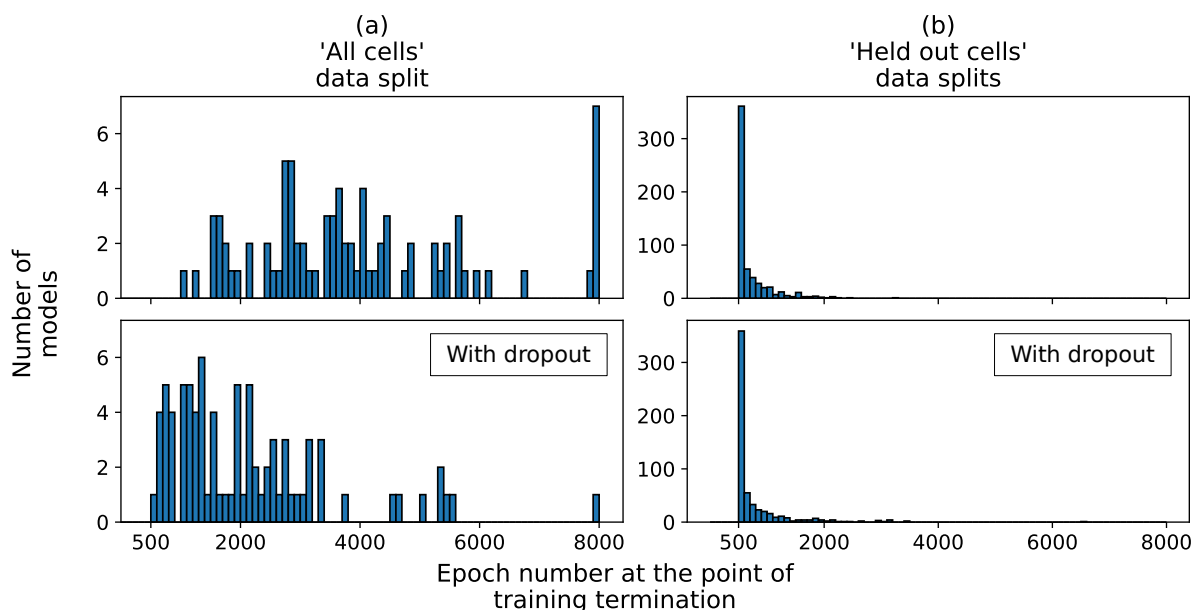 (a)
'All cells'
data split
(b)
'Held out cells'
data splits
Number of
models
6
4
2
0
300
200
100
0
With dropout
6
4
2
0
500 2000 4000 6000 8000
With dropout
300
200
100
0
500 2000 4000 6000 8000
Epoch number at the point of
training termination